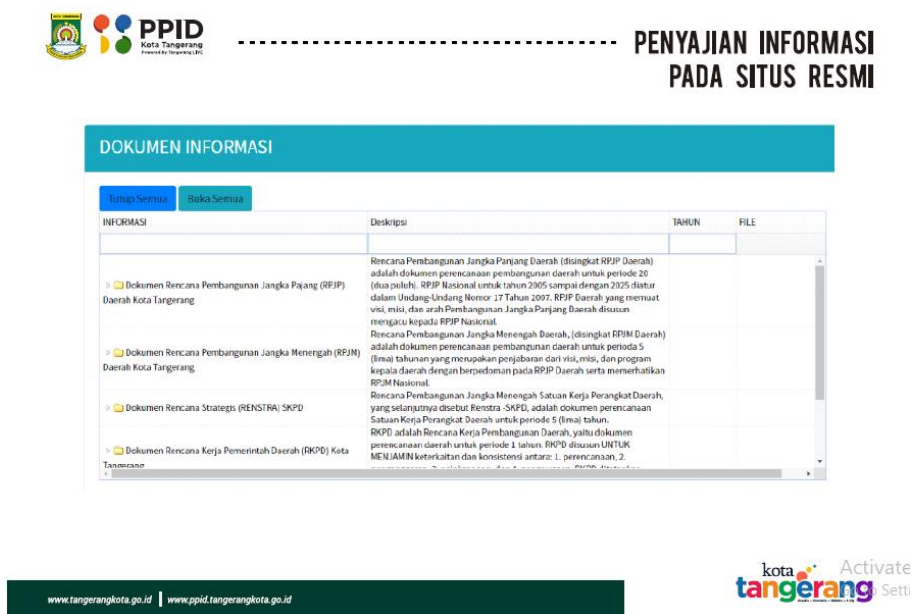 PPID
Kota Tangerang
Powered by Tangerang LIVE
PENYAJIAN INFORMASI
PADA SITUS RESMI
DOKUMEN INFORMASI
Tutup Semua Buka Semua
INFORMASI Deskripsi TAHUN FILE
Dokumen Rencana Pembangunan Jangka Pajang (RPJP)
Daerah Kota Tangerang
Rencana Pembangunan Jangka Panjang Daerah (disingkat RPJP Daerah)
adalah dokumen perencanaan pembangunan daerah untuk periode 20
(dua puluh). RPJP Nasional untuk tahun 2005 sampai dengan 2025 diatur
dalam Undang-Undang Nomor 17 Tahun 2007. RPJP Daerah yang memuat
visi, misi, dan arah Pembangunan Jangka Panjang Daerah disusun
mengacu kepada RPJP Nasional.
Dokumen Rencana Pembangunan Jangka Menengah (RPJM)
Daerah Kota Tangerang
Rencana Pembangunan Jangka Menengah Daerah, (disingkat RPJM Daerah)
adalah dokumen perencanaan pembangunan daerah untuk perioda 5
(lima) tahunan yang merupakan penjabaran dari visi, misi, dan program
kepala daerah dengan berpedoman pada RPJP Daerah serta memerhatikan
RPJM Nasional.
Dokumen Rencana Strategis (RENSTRA) SKPD
Rencana Pembangunan Jangka Menengah Satuan Kerja Perangkat Daerah,
yang selanjutnya disebut Renstra -SKPD, adalah dokumen perencanaan
Satuan Kerja Perangkat Daerah untuk periode 5 (lima) tahun.
Dokumen Rencana Kerja Pemerintah Daerah (RKPD) Kota
Tangerang
RKPD adalah Rencana Kerja Pembangunan Daerah, yaitu dokumen
perencanaan daerah untuk periode 1 tahun. RKPD disusun UNTUK
MENJAMIN keterkaitan dan konsistensi antara: 1. perencanaan, 2.
www.tangerangkota.go.id www.ppid.tangerangkota.go.id
kota
tangerang
Activate
Setti